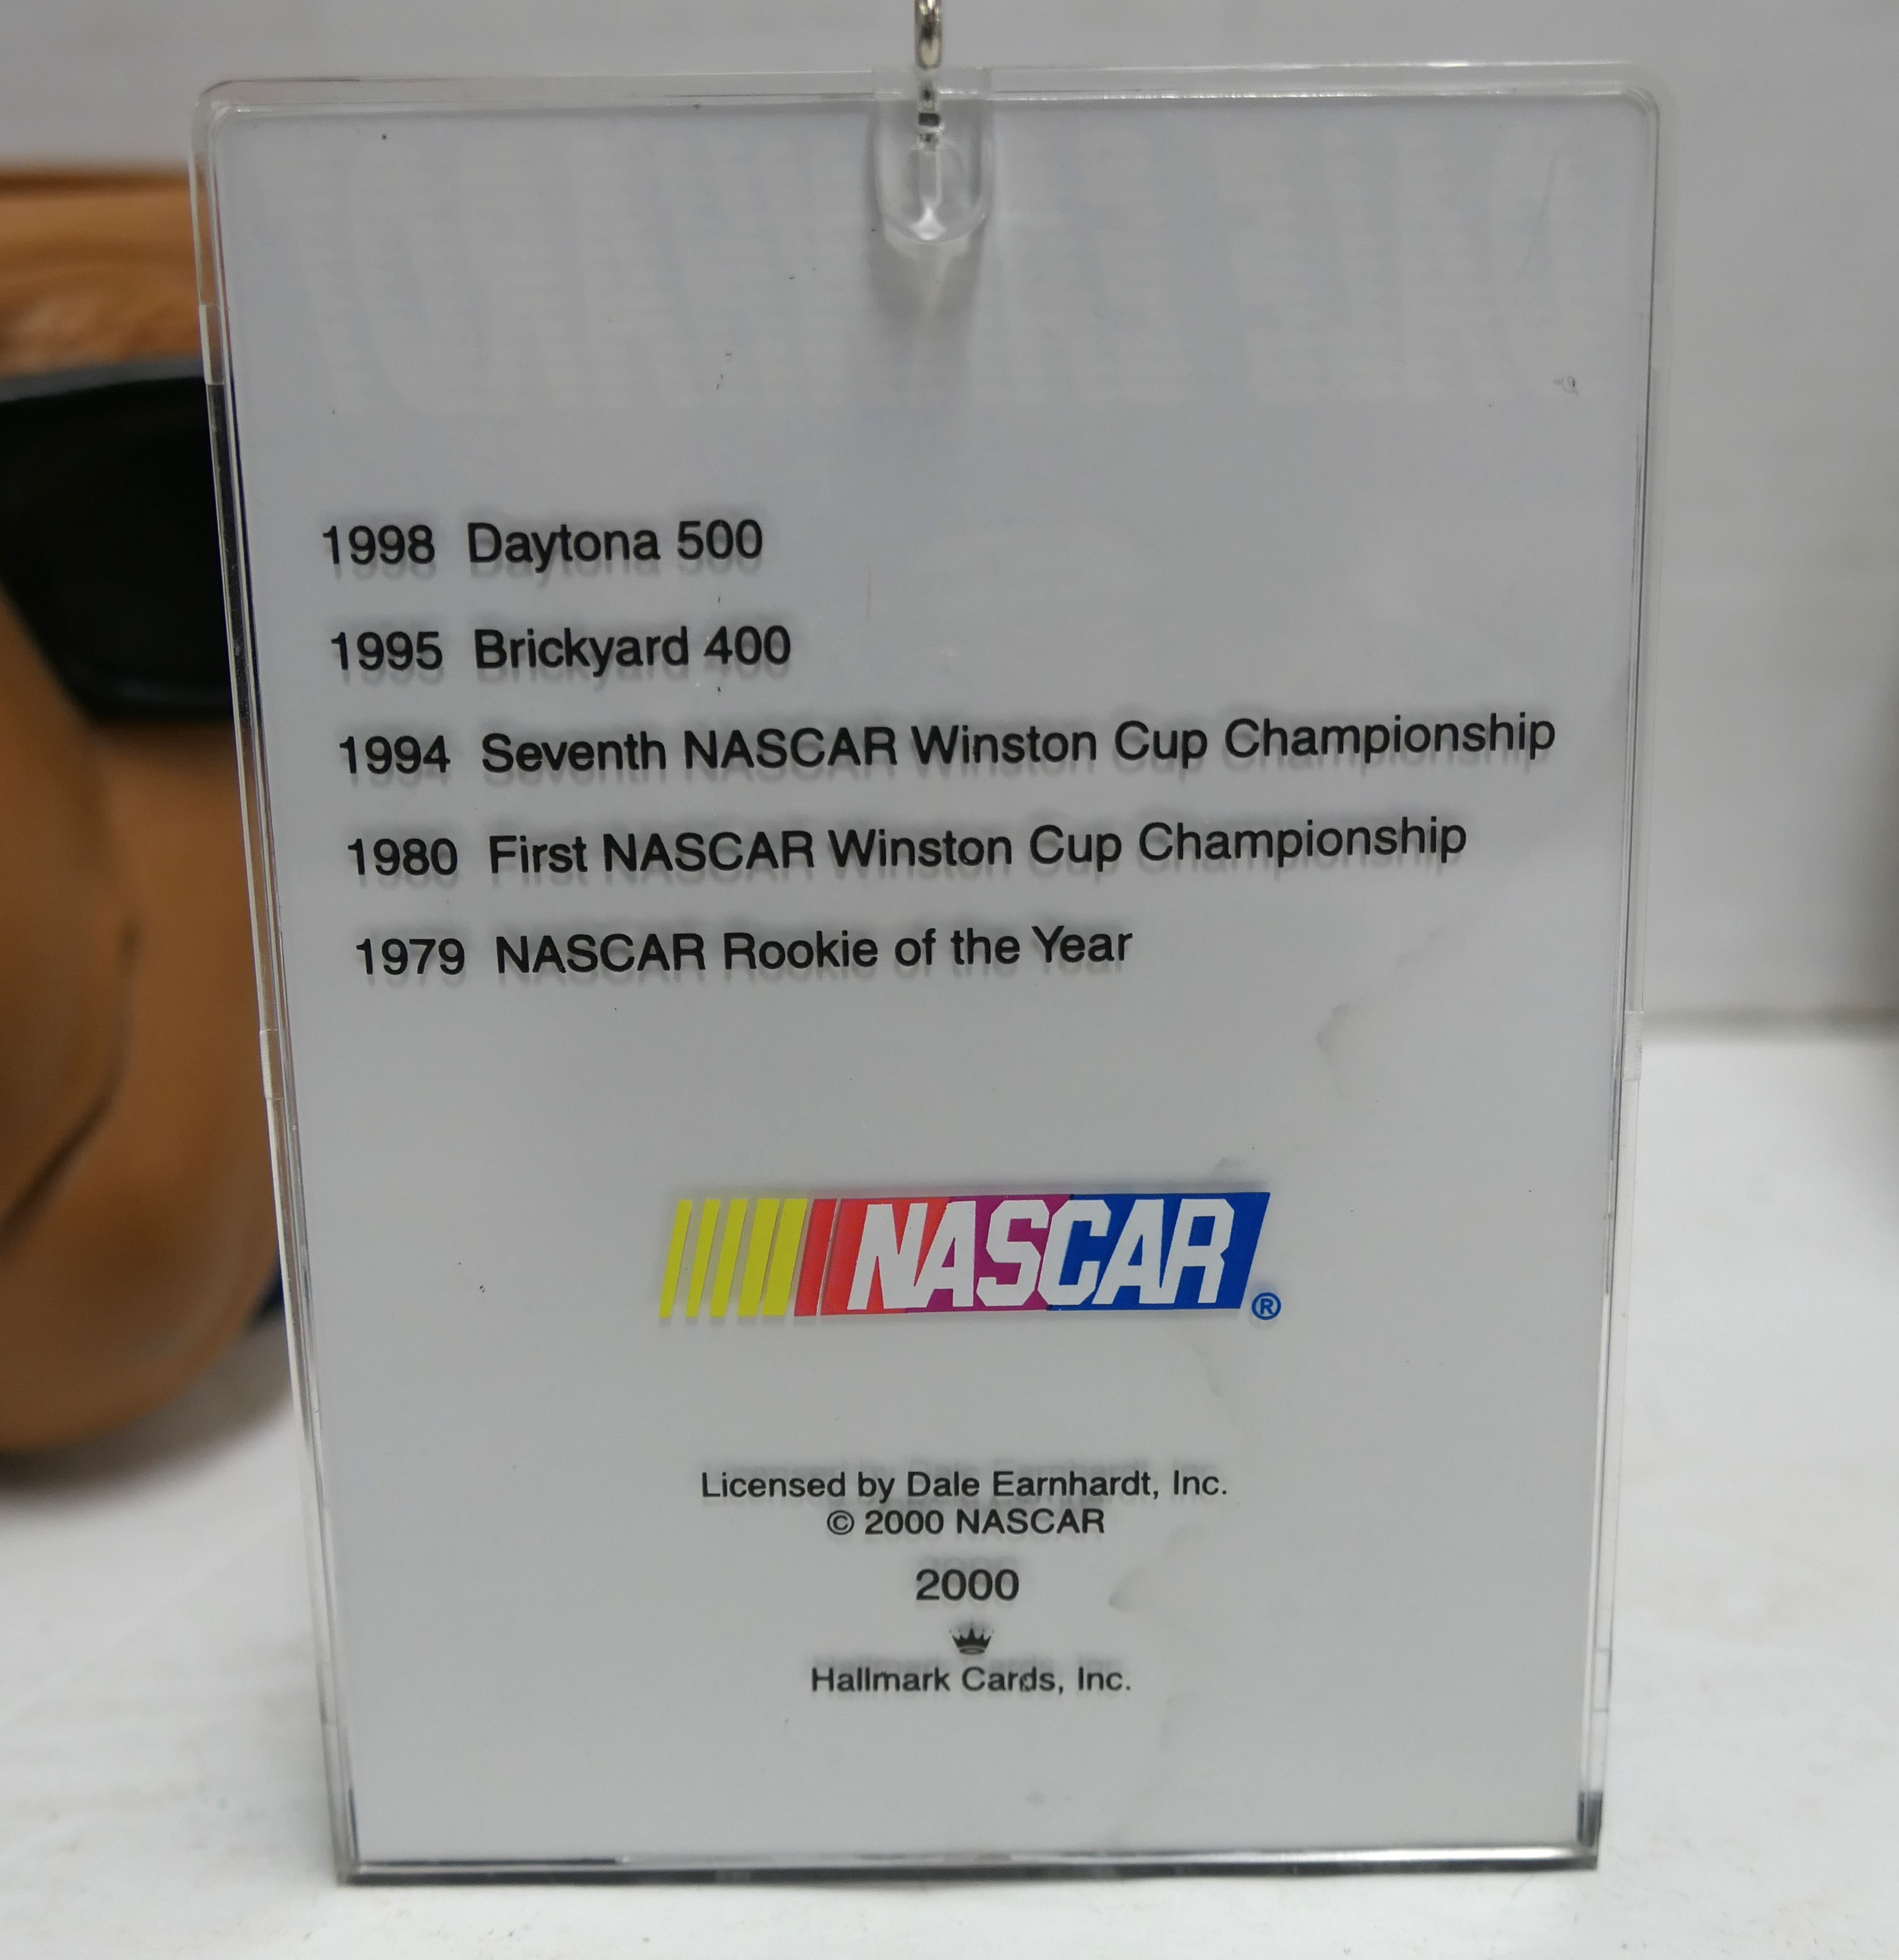 1998 Daytona 500
1995 Brickyard 400
1994 Seventh NASCAR Winston Cup Championship
1980 First NASCAR Winston Cup Championship
1979 NASCAR Rookie of the Year
NASCAR®
Licensed by Dale Earnhardt, Inc.
© 2000 NASCAR
2000
Hallmark Cards, Inc.